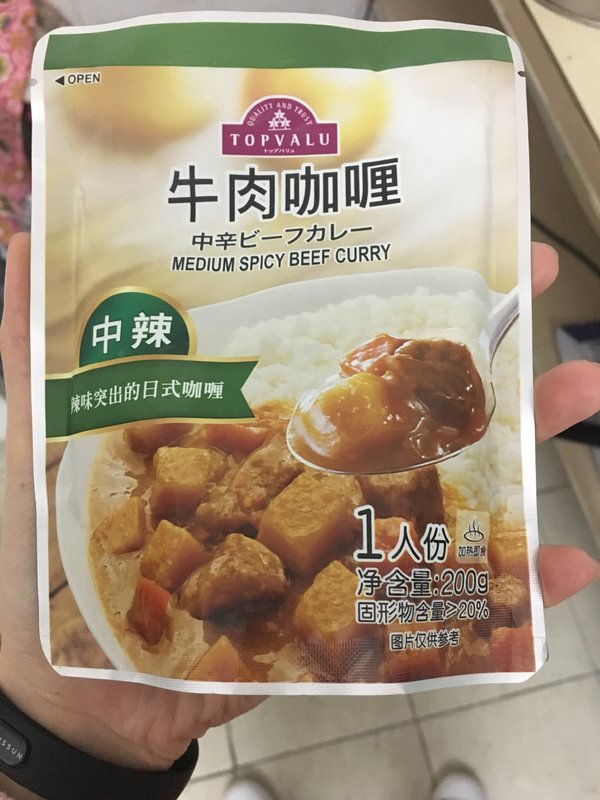 ◀OPEN
QUALITY AND TRUST
TOPVALU
トップバリュ
牛肉咖喱
中辛ビーフカレー
MEDIUM SPICY BEEF CURRY
中辣
辣味突出的日式咖喱
1人份
加热即食
净含量:200g
固形物含量≥20%
图片仅供参考